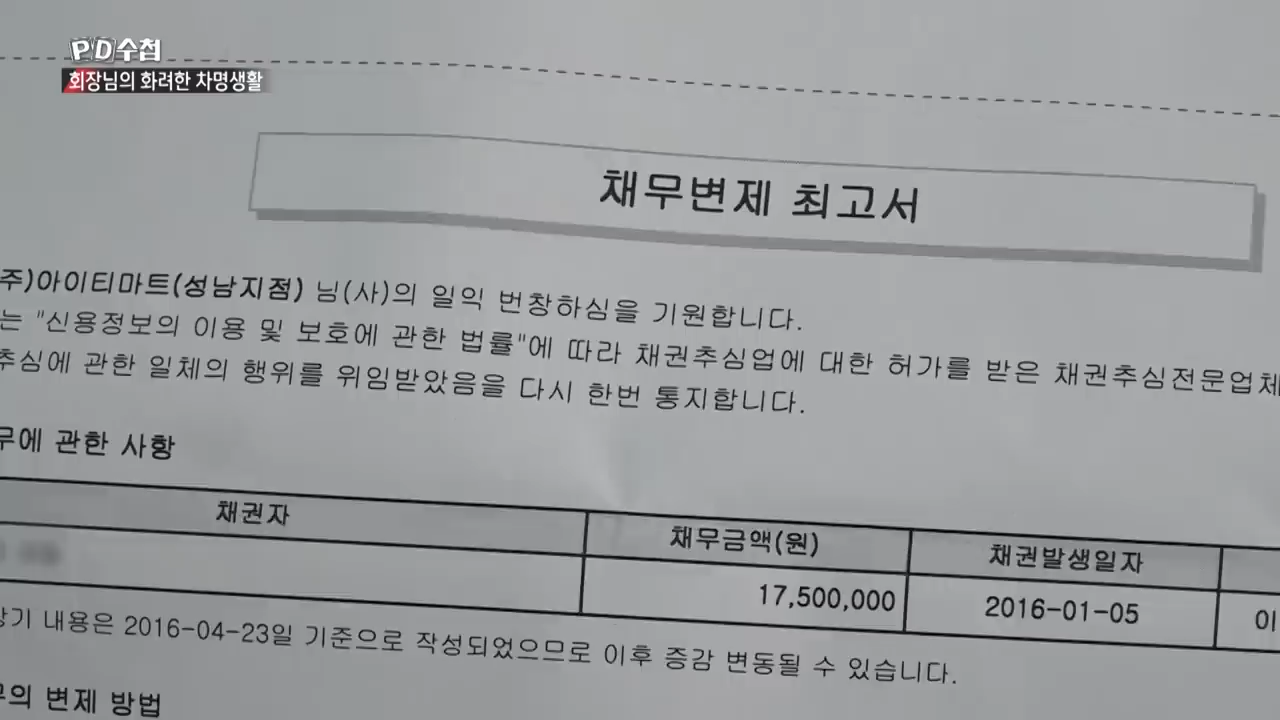 PD수첩
회장님의 화려한 차명생활
채무변제 최고서
주)아이티마트(성남지점) 님(사)의 일익 번창하심을 기원합니다.
는 "신용정보의 이용 및 보호에 관한 법률"에 따라 채권추심업에 대한 허가를 받은 채권추심전문업체
추심에 관한 일체의 행위를 위임받았음을 다시 한번 통지합니다.
무에 관한 사항
채권자 채무금액(원) 채권발생일자
17,500,000 2016-01-05 이
상기 내용은 2016-04-23일 기준으로 작성되었으므로 이후 증감 변동될 수 있습니다.
무의 변제 방법